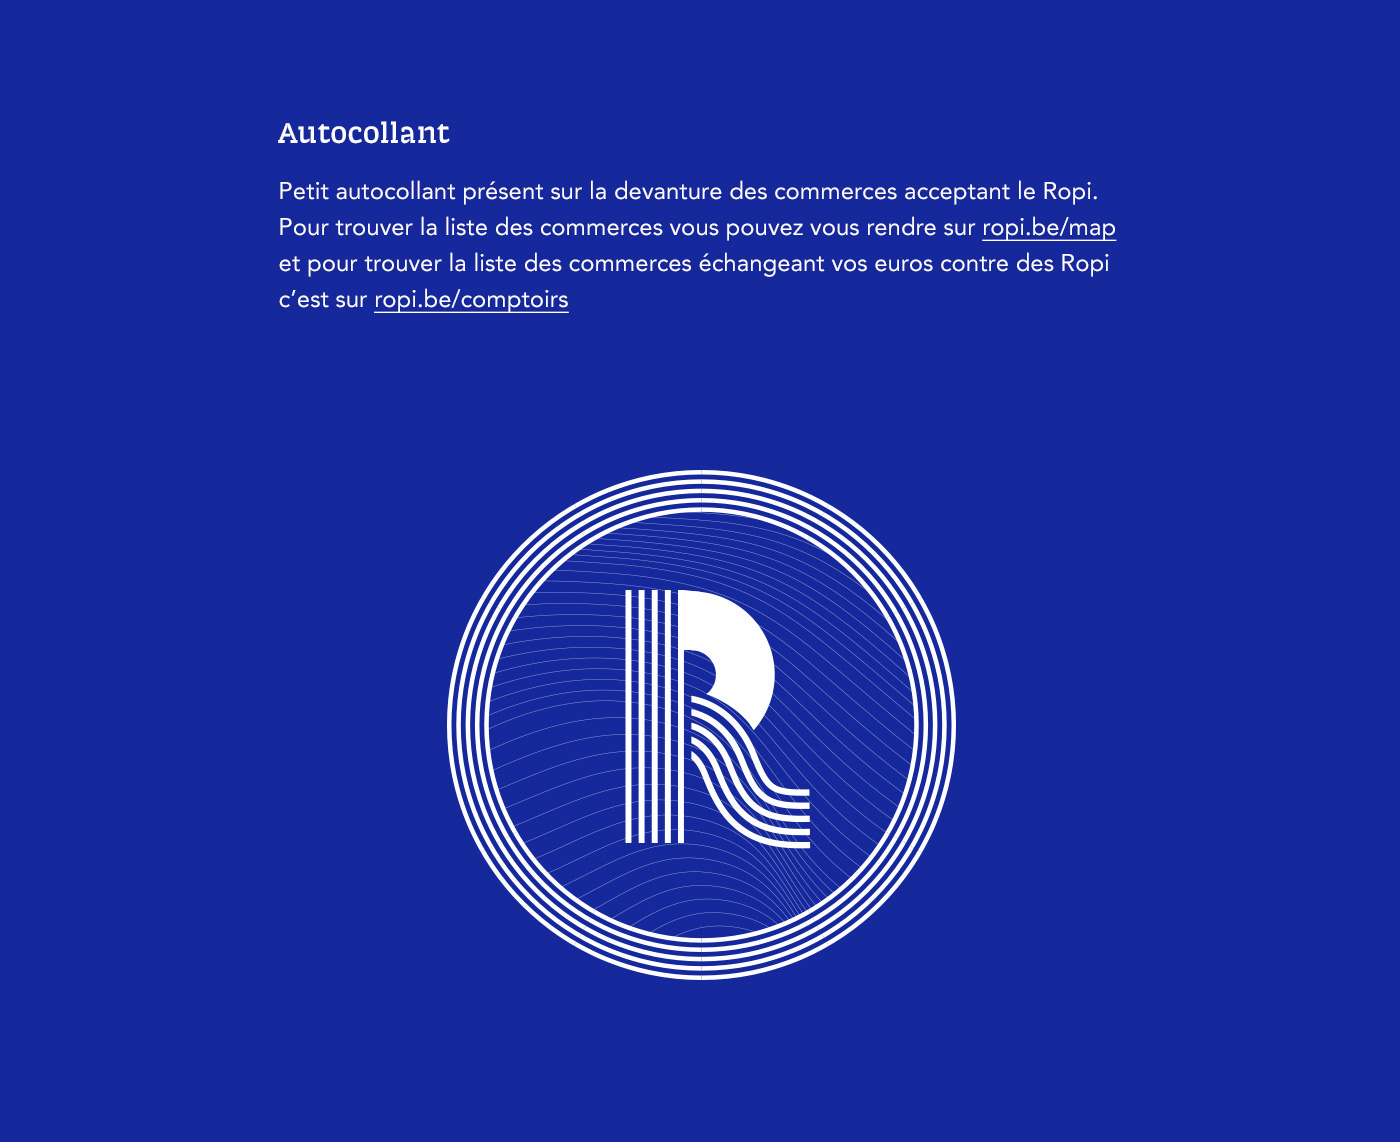 Autocollant
Petit autocollant présent sur la devanture des commerces acceptant le Ropi.
Pour trouver la liste des commerces vous pouvez vous rendre sur ropi.be/map
et pour trouver la liste des commerces échangeant vos euros contre des Ropi
c’est sur ropi.be/comptoirs
R